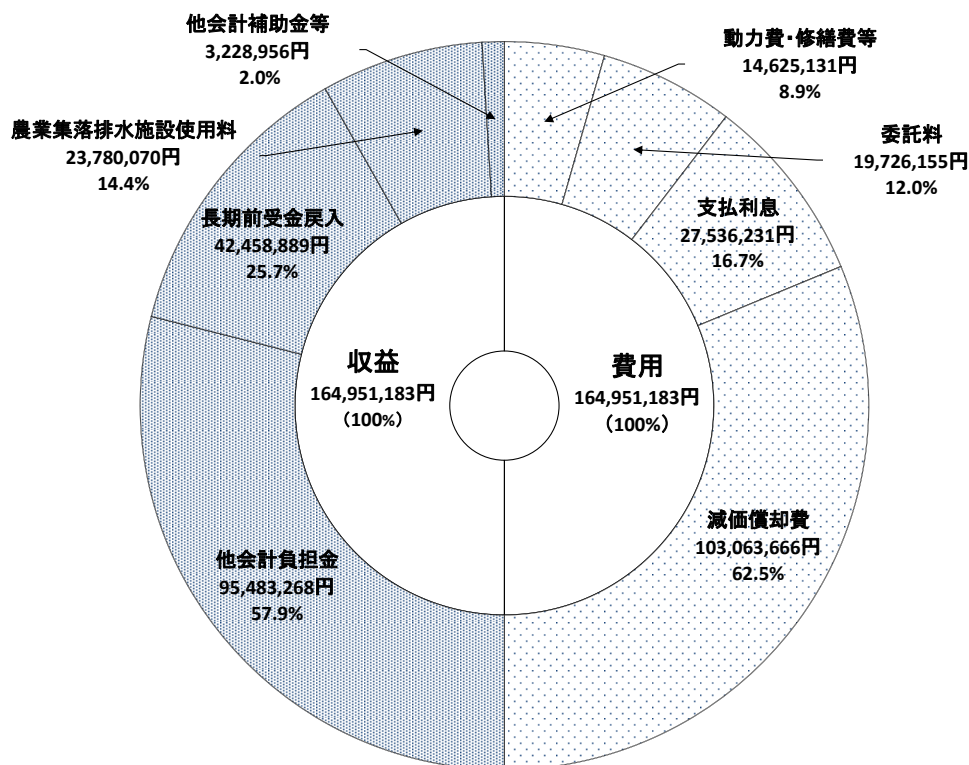 他会計補助金等
3,228,956円
2.0%
農業集落排水施設使用料
23,780,070円
14.4%
長期前受金戻入
42,458,889円
25.7%
他会計負担金
95,483,268円
57.9%
収益
164,951,183円
(100%)
動力費・修繕費等
14,625,131円
8.9%
委託料
19,726,155円
12.0%
支払利息
27,536,231円
16.7%
減価償却費
103,063,666円
62.5%
費用
164,951,183円
（100%）